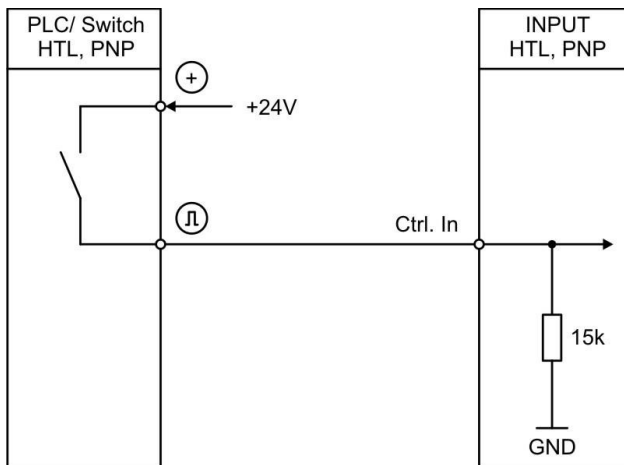 PLC/ Switch
HTL, PNP
INPUT
HTL, PNP
+
+24V
Ctrl. In
15k
GND